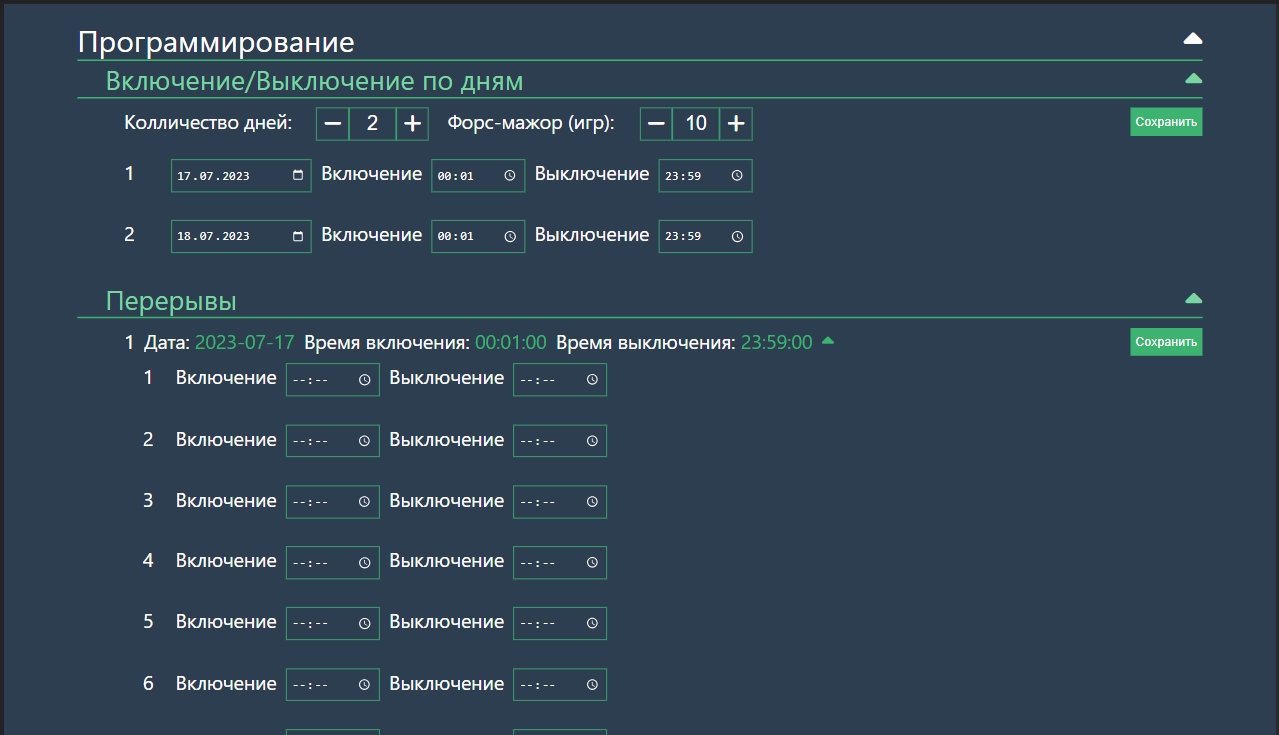 Программирование
Включение/Выключение по дням
Колличество дней: − 2 + Форс-мажор (игр): − 10 + Сохранить
1 17.07.2023 Включение 00:01 Выключение 23:59
2 18.07.2023 Включение 00:01 Выключение 23:59
Перерывы
1 Дата: 2023-07-17 Время включения: 00:01:00 Время выключения: 23:59:00 Сохранить
1 Включение --:-- Выключение --:--
2 Включение --:-- Выключение --:--
3 Включение --:-- Выключение --:--
4 Включение --:-- Выключение --:--
5 Включение --:-- Выключение --:--
6 Включение --:-- Выключение --:--